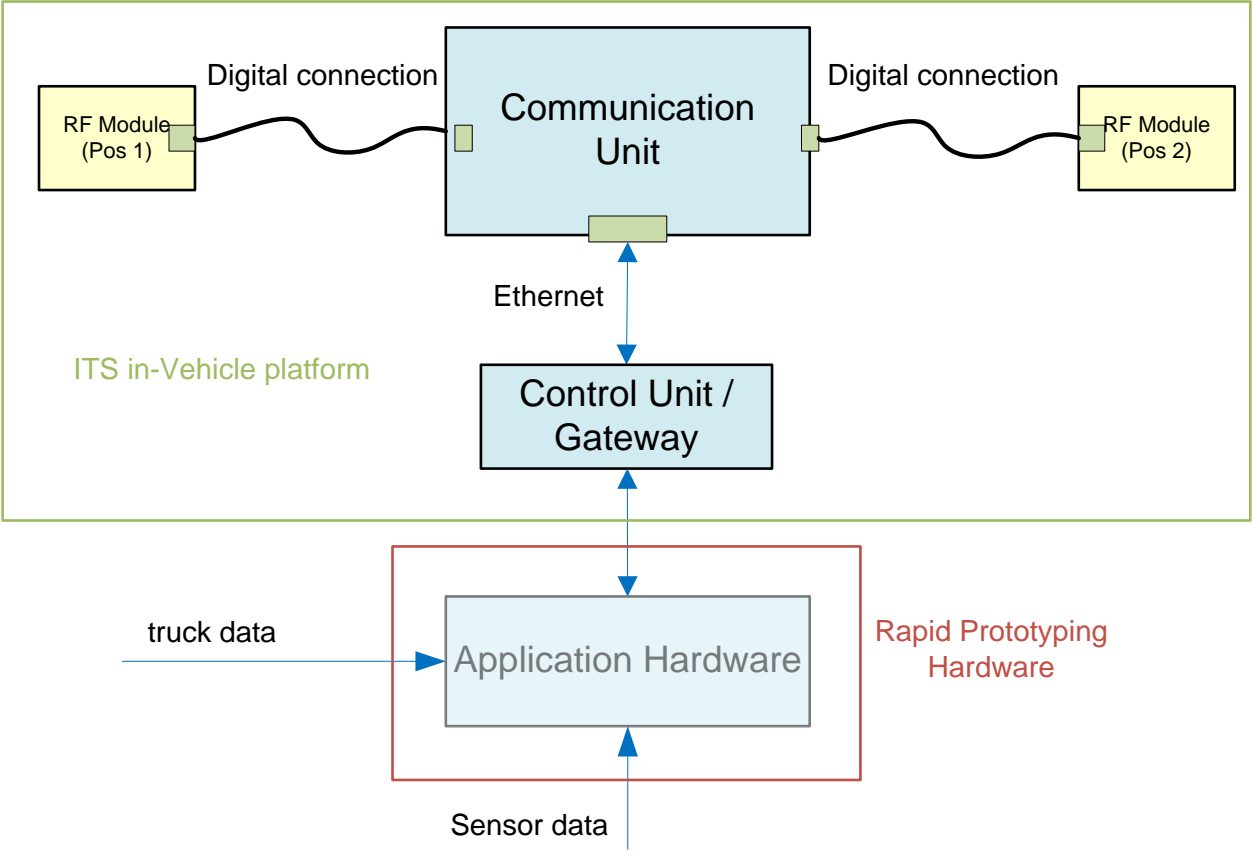 Digital connection
Digital connection
Communication
Unit
RF Module
(Pos 1)
RF Module
(Pos 2)
Ethernet
ITS in-Vehicle platform
Control Unit /
Gateway
truck data
Application Hardware
Rapid Prototyping
Hardware
Sensor data